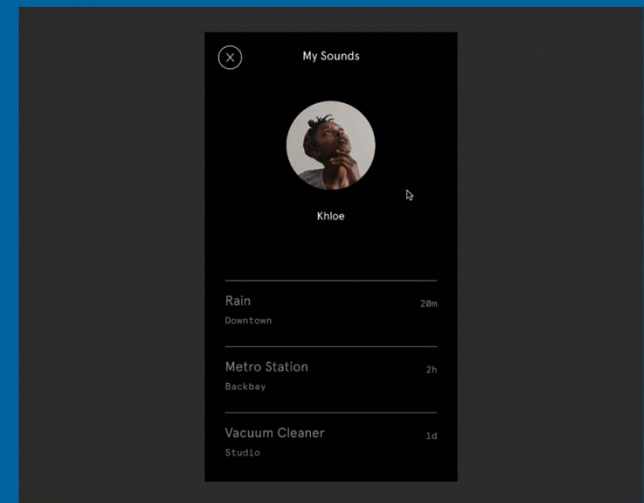 My Sounds
Khloe
Rain 20m
Downtown
Metro Station 2h
Backbay
Vacuum Cleaner 1d
Studio